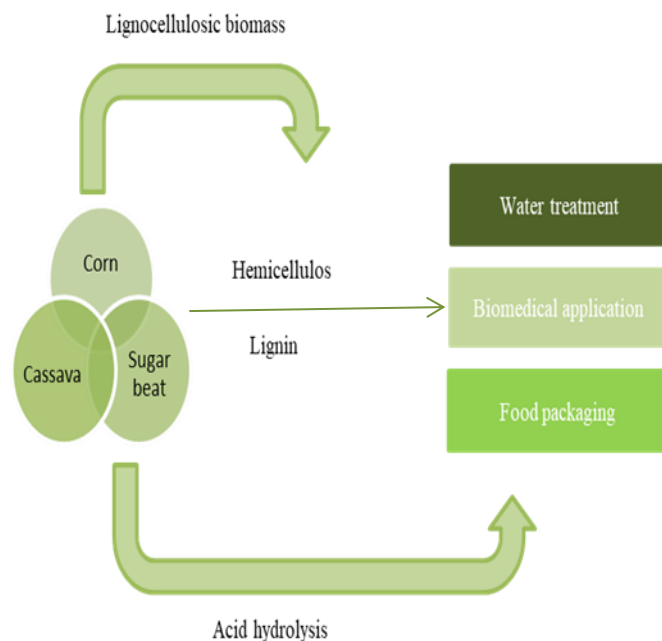 Lignocellulosic biomass
Water treatment
Corn
Hemicellulos
Biomedical application
Lignin
Cassava
Sugar
beat
Food packaging
Acid hydrolysis